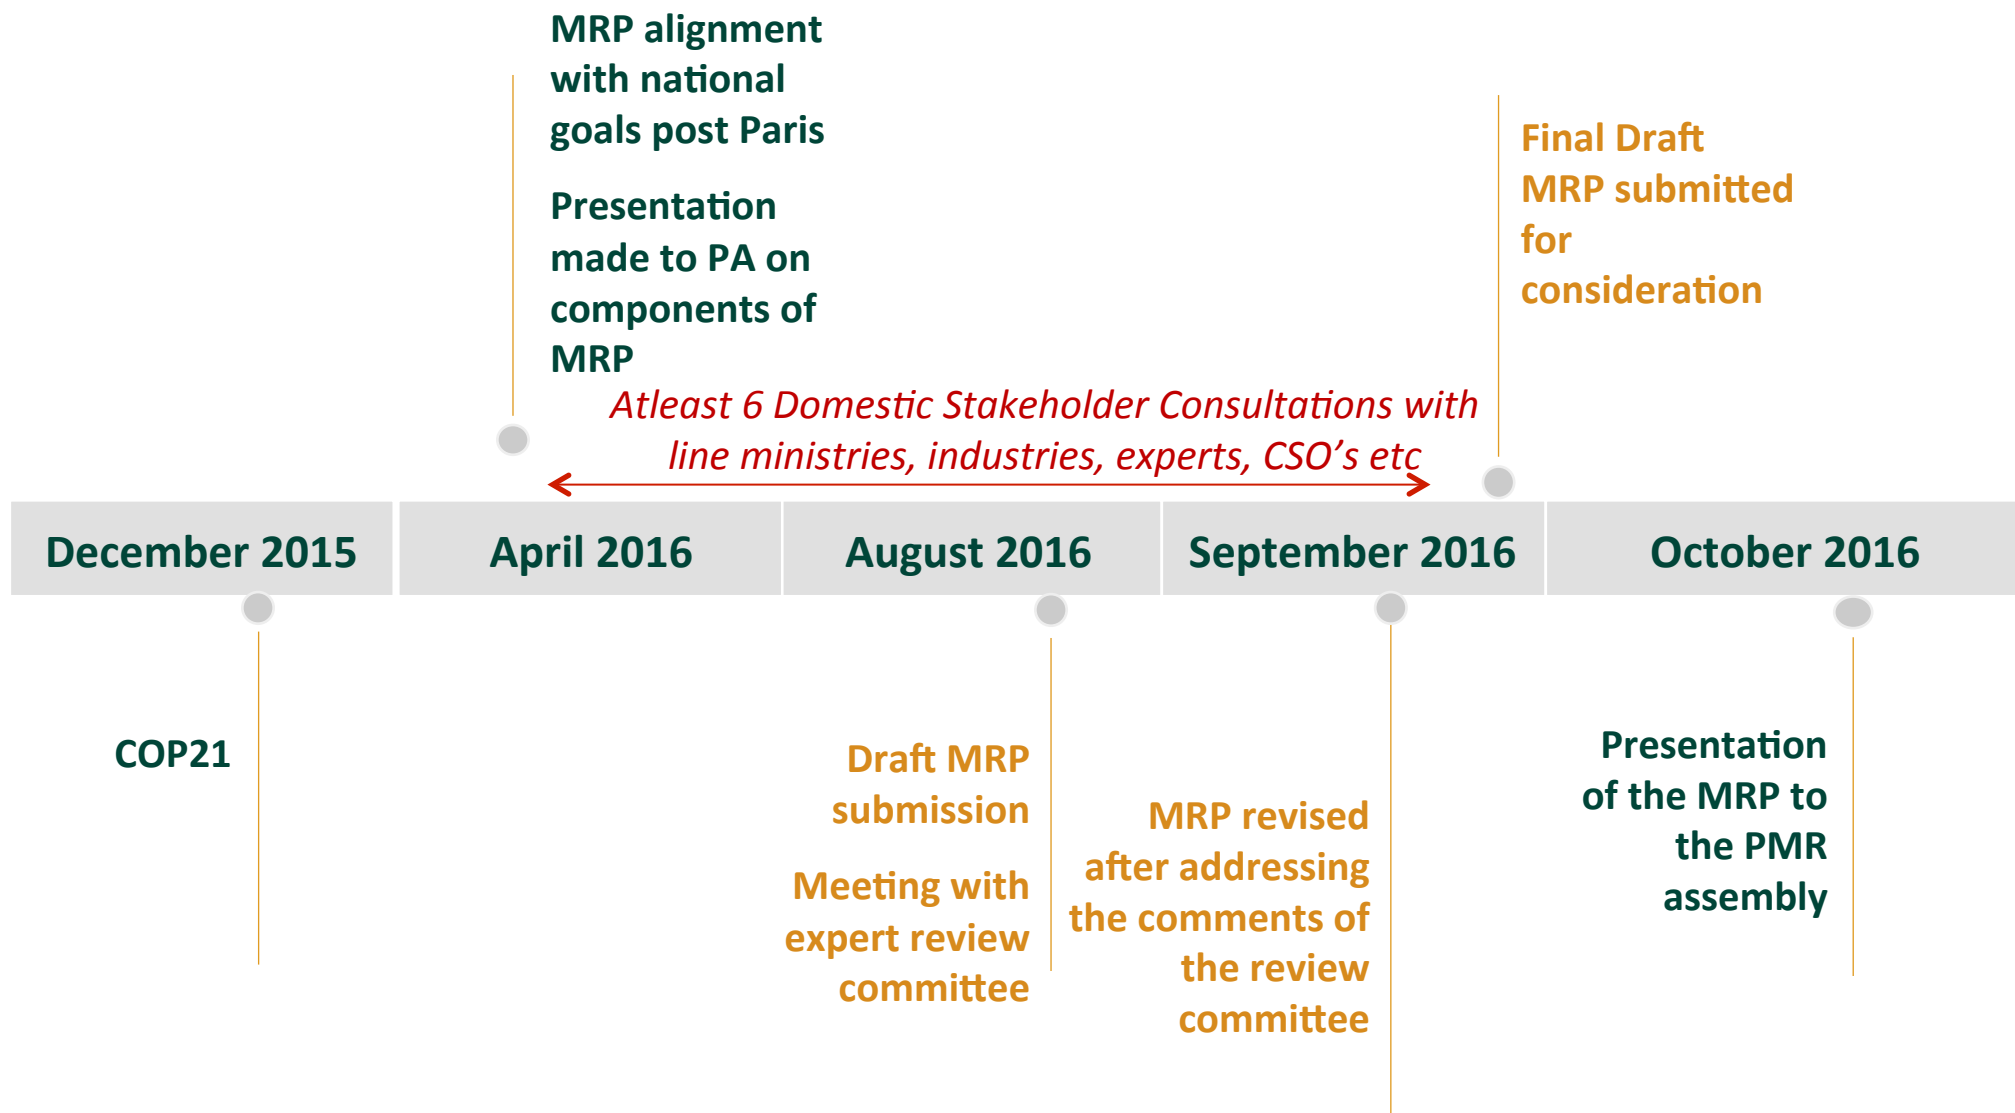 MRP alignment
with national
goals post Paris
Presentation
made to PA on
components of
MRP
Final Draft
MRP submitted
for
consideration
Atleast 6 Domestic Stakeholder Consultations with
line ministries, industries, experts, CSO's etc
December 2015
April 2016
August 2016
September 2016
October 2016
COP21
Draft MRP
submission
Meeting with
expert review
committee
MRP revised
after addressing
the comments of
the review
committee
Presentation
of the MRP to
the PMR
assembly